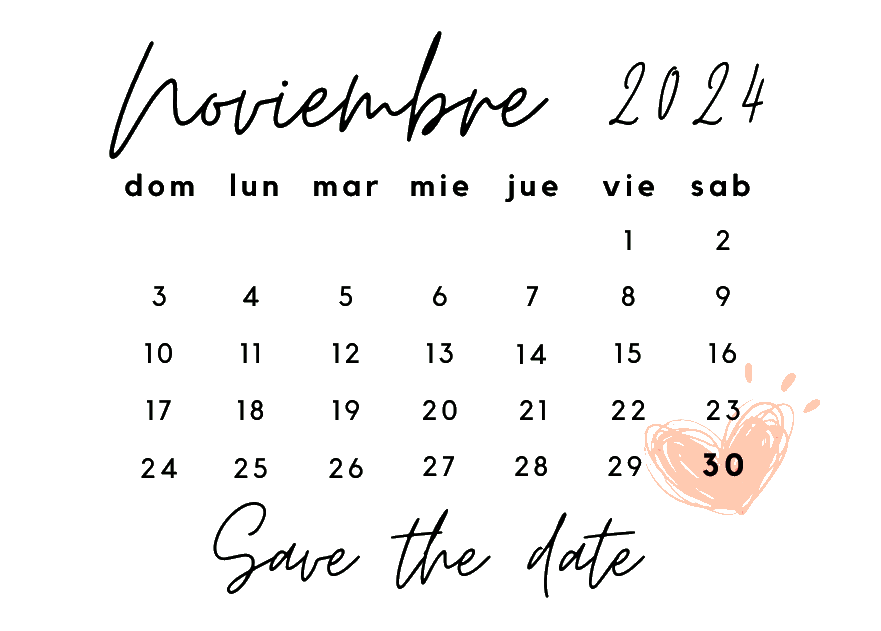 Noviembre 2024
dom lun mar mie jue vie sab
1 2
3 4 5 6 7 8 9
10 11 12 13 14 15 16
17 18 19 20 21 22 23
24 25 26 27 28 29 30
Save the date